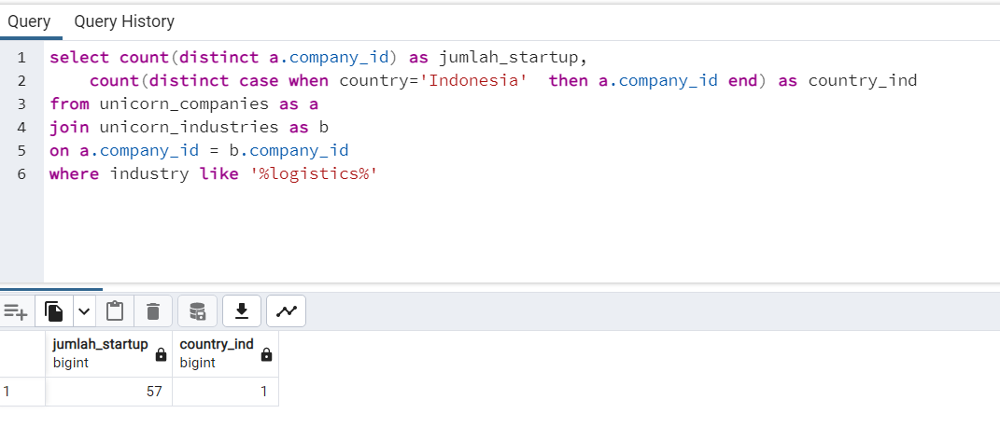 Query Query History
1 select count(distinct a.company_id) as jumlah_startup,
2 count(distinct case when country='Indonesia'  then a.company_id end) as country_ind
3 from unicorn_companies as a
4 join unicorn_industries as b
5 on a.company_id = b.company_id
6 where industry like '%logistics%'
jumlah_startup country_ind
bigint bigint
1 57 1